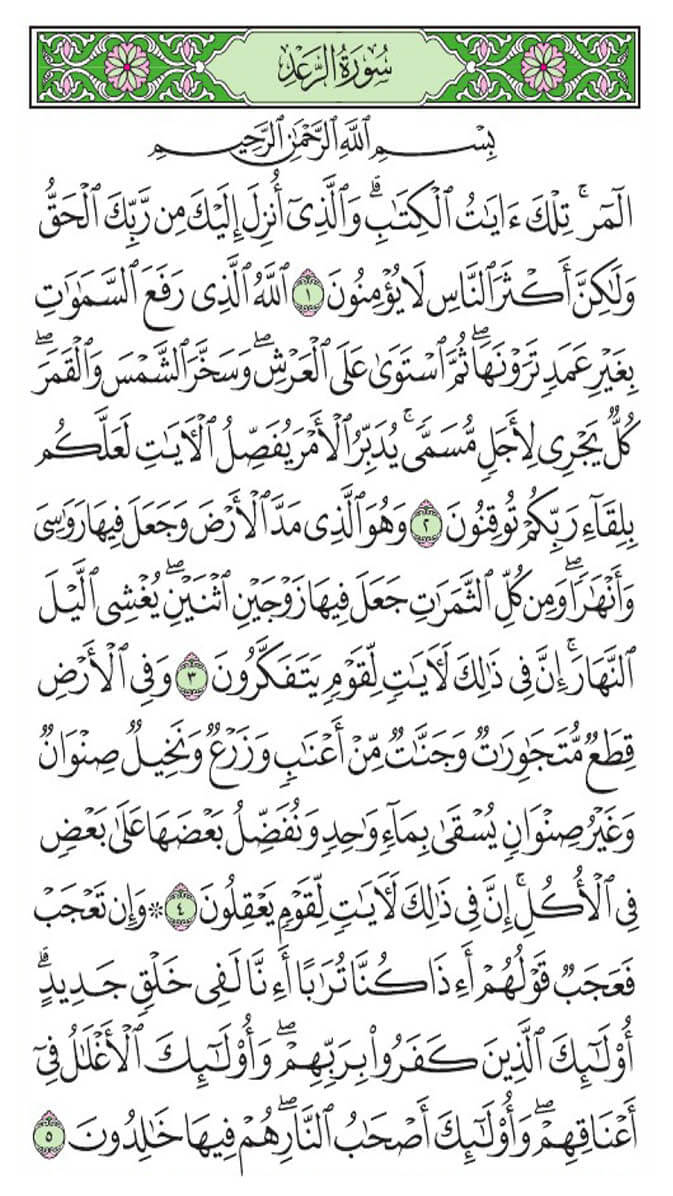 سُورَةُ الرَّعْدِ
بِسْمِ ٱللَّهِ ٱلرَّحْمَٰنِ ٱلرَّحِيمِ
الٓمٓرۚ تِلْكَ ءَايَٰتُ ٱلْكِتَٰبِۗ وَٱلَّذِىٓ أُنزِلَ إِلَيْكَ مِن رَّبِّكَ ٱلْحَقُّ
وَلَٰكِنَّ أَكْثَرَ ٱلنَّاسِ لَا يُؤْمِنُونَ ١ ٱللَّهُ ٱلَّذِى رَفَعَ ٱلسَّمَٰوَٰتِ
بِغَيْرِ عَمَدٍ تَرَوْنَهَاۖ ثُمَّ ٱسْتَوَىٰ عَلَى ٱلْعَرْشِۖ وَسَخَّرَ ٱلشَّمْسَ وَٱلْقَمَرَۖ
كُلٌّ يَجْرِى لِأَجَلٍ مُّسَمًّىۚ يُدَبِّرُ ٱلْأَمْرَ يُفَصِّلُ ٱلْأٓيَٰتِ لَعَلَّكُم
بِلِقَآءِ رَبِّكُمْ تُوقِنُونَ ٢ وَهُوَ ٱلَّذِى مَدَّ ٱلْأَرْضَ وَجَعَلَ فِيهَا رَوَٰسِىَ
وَأَنْهَٰرًاۖ وَمِن كُلِّ ٱلثَّمَرَٰتِ جَعَلَ فِيهَا زَوْجَيْنِ ٱثْنَيْنِۖ يُغْشِى ٱلَّيْلَ
ٱلنَّهَارَۚ إِنَّ فِى ذَٰلِكَ لَأٓيَٰتٍ لِّقَوْمٍ يَتَفَكَّرُونَ ٣ وَفِى ٱلْأَرْضِ
قِطَعٌ مُّتَجَٰوِرَٰتٌ وَجَنَّٰتٌ مِّنْ أَعْنَٰبٍ وَزَرْعٌ وَنَخِيلٌ صِنْوَانٌ
وَغَيْرُ صِنْوَانٍ يُسْقَىٰ بِمَآءٍ وَٰحِدٍ وَنُفَضِّلُ بَعْضَهَا عَلَىٰ بَعْضٍ
فِى ٱلْأُكُلِۚ إِنَّ فِى ذَٰلِكَ لَأٓيَٰتٍ لِّقَوْمٍ يَعْقِلُونَ ٤ ۞ وَإِن تَعْجَبْ
فَعَجَبٌ قَوْلُهُمْ أَءِذَا كُنَّا تُرَٰبًا أَءِنَّا لَفِى خَلْقٍ جَدِيدٍۗ
أُو۟لَٰٓئِكَ ٱلَّذِينَ كَفَرُوا۟ بِرَبِّهِمْۖ وَأُو۟لَٰٓئِكَ ٱلْأَغْلَٰلُ فِىٓ
أَعْنَاقِهِمْۖ وَأُو۟لَٰٓئِكَ أَصْحَٰبُ ٱلنَّارِۖ هُمْ فِيهَا خَٰلِدُونَ ٥